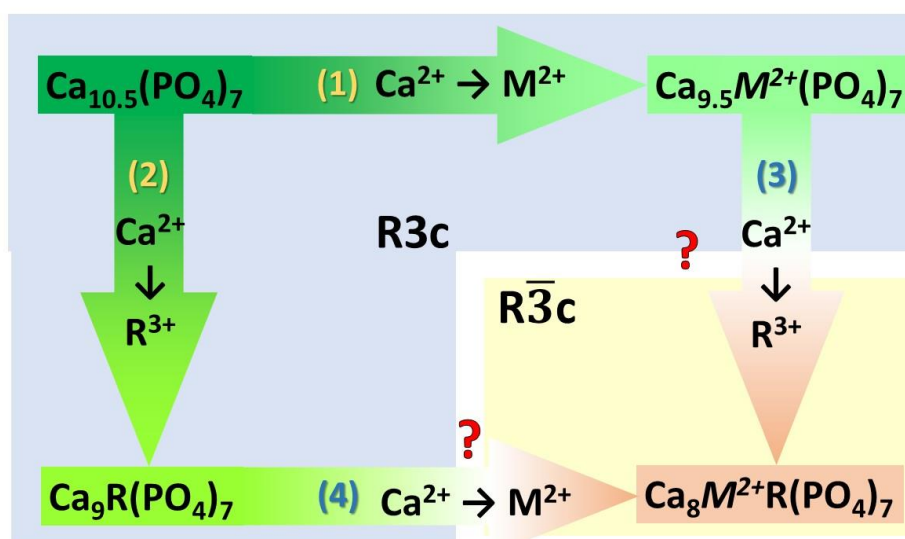 Ca₁₀.₅(PO₄)₇ (1) Ca²⁺ → M²⁺ Ca₉.₅M²⁺(PO₄)₇
(2) (3)
Ca²⁺ R3c Ca²⁺
?
↓ ↓
R3̅c
R³⁺ R³⁺
?
Ca₉R(PO₄)₇ (4) Ca²⁺ → M²⁺ Ca₈M²⁺R(PO₄)₇